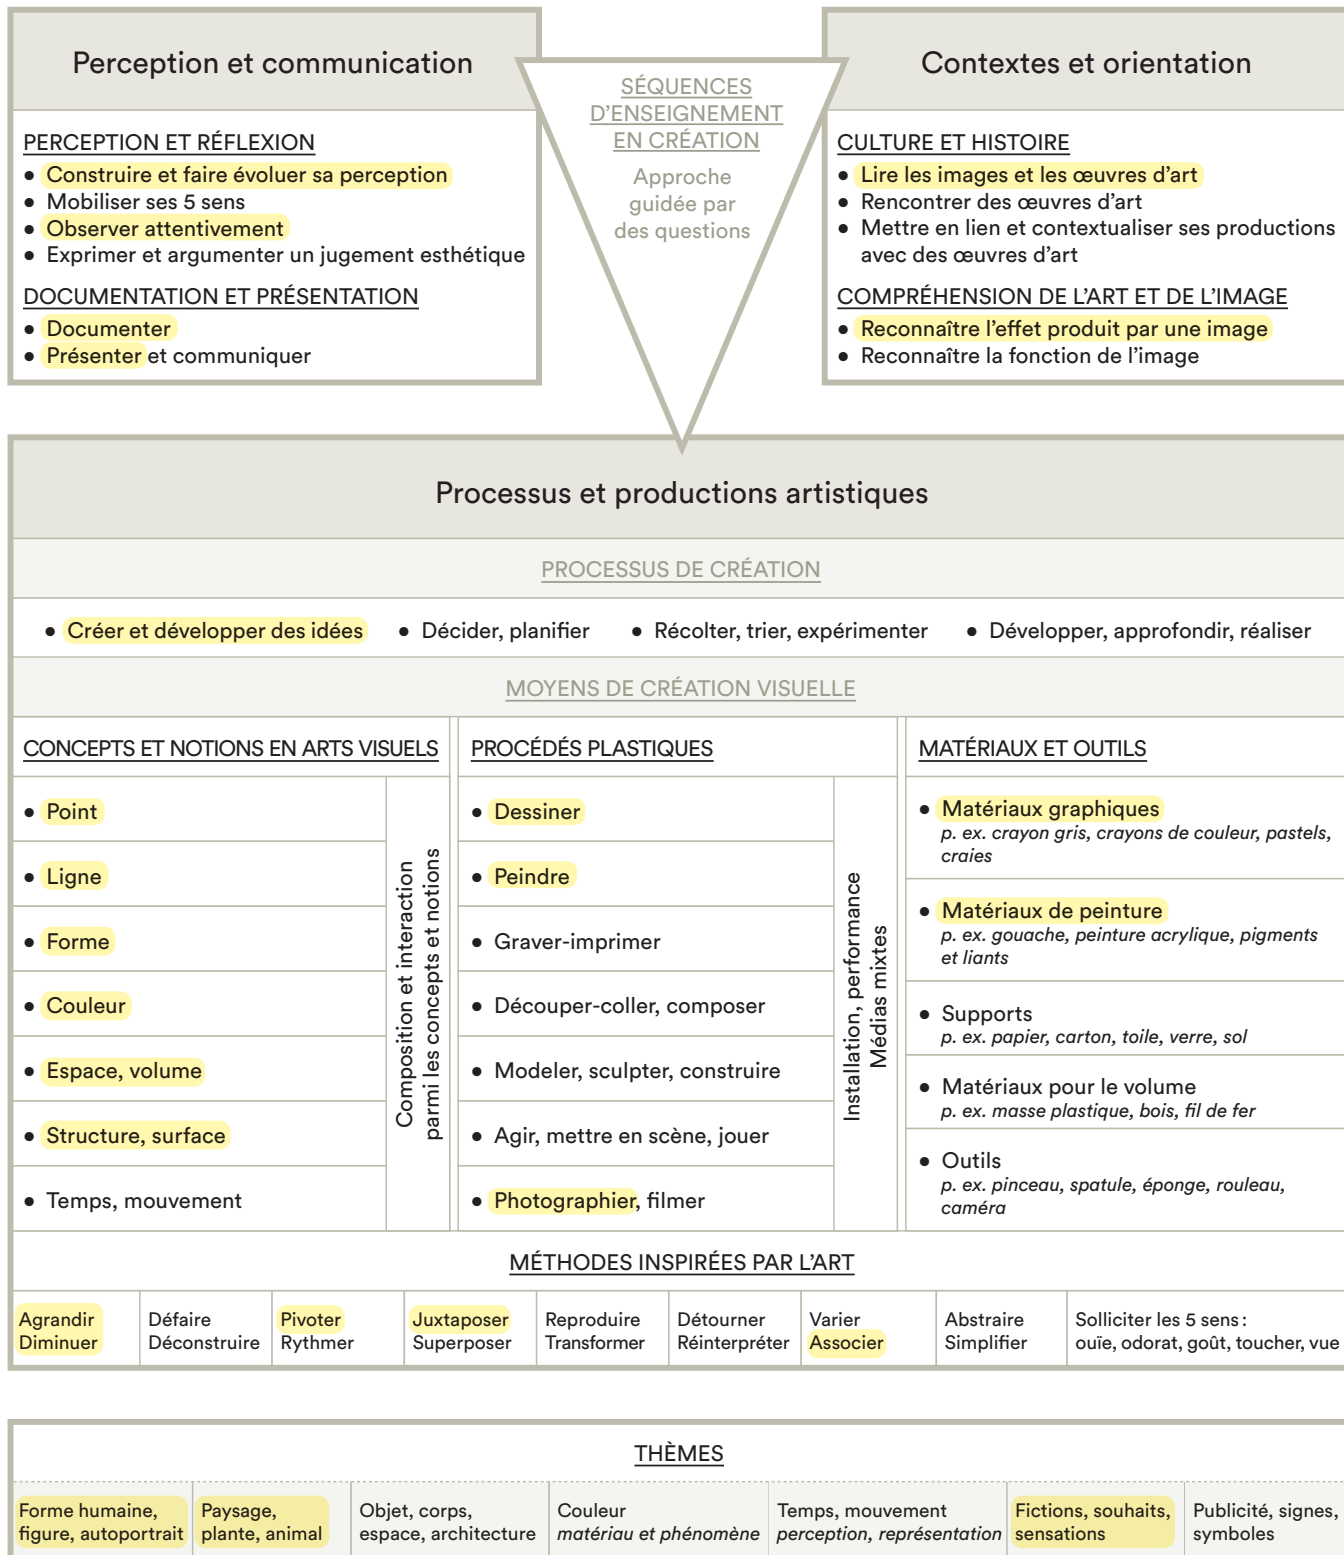 Perception et communication
PERCEPTION ET RÉFLEXION
• Construire et faire évoluer sa perception
• Mobiliser ses 5 sens
• Observer attentivement
• Exprimer et argumenter un jugement esthétique
DOCUMENTATION ET PRÉSENTATION
• Documenter
• Présenter et communiquer
SÉQUENCES
D’ENSEIGNEMENT
EN CRÉATION
Approche
guidée par
des questions
Contextes et orientation
CULTURE ET HISTOIRE
• Lire les images et les œuvres d’art
• Rencontrer des œuvres d’art
• Mettre en lien et contextualiser ses productions
avec des œuvres d’art
COMPRÉHENSION DE L’ART ET DE L’IMAGE
• Reconnaître l’effet produit par une image
• Reconnaître la fonction de l’image
Processus et productions artistiques
PROCESSUS DE CRÉATION
• Créer et développer des idées • Décider, planifier • Récolter, trier, expérimenter • Développer, approfondir, réaliser
MOYENS DE CRÉATION VISUELLE
CONCEPTS ET NOTIONS EN ARTS VISUELS
• Point
• Ligne
• Forme
• Couleur
• Espace, volume
• Structure, surface
• Temps, mouvement
Composition et interaction
parmi les concepts et notions
PROCÉDÉS PLASTIQUES
• Dessiner
• Peindre
• Graver-imprimer
• Découper-coller, composer
• Modeler, sculpter, construire
• Agir, mettre en scène, jouer
• Photographier, filmer
Installation, performance
Médias mixtes
MATÉRIAUX ET OUTILS
• Matériaux graphiques
p. ex. crayon gris, crayons de couleur, pastels,
craies
• Matériaux de peinture
p. ex. gouache, peinture acrylique, pigments
et liants
• Supports
p. ex. papier, carton, toile, verre, sol
• Matériaux pour le volume
p. ex. masse plastique, bois, fil de fer
• Outils
p. ex. pinceau, spatule, éponge, rouleau,
caméra
MÉTHODES INSPIRÉES PAR L’ART
Agrandir
Diminuer
Défaire
Déconstruire
Pivoter
Rythmer
Juxtaposer
Superposer
Reproduire
Transformer
Détourner
Réinterpréter
Varier
Associer
Abstraire
Simplifier
Solliciter les 5 sens :
ouïe, odorat, goût, toucher, vue
THÈMES
Forme humaine,
figure, autoportrait
Paysage,
plante, animal
Objet, corps,
espace, architecture
Couleur
matériau et phénomène
Temps, mouvement
perception, représentation
Fictions, souhaits,
sensations
Publicité, signes,
symboles